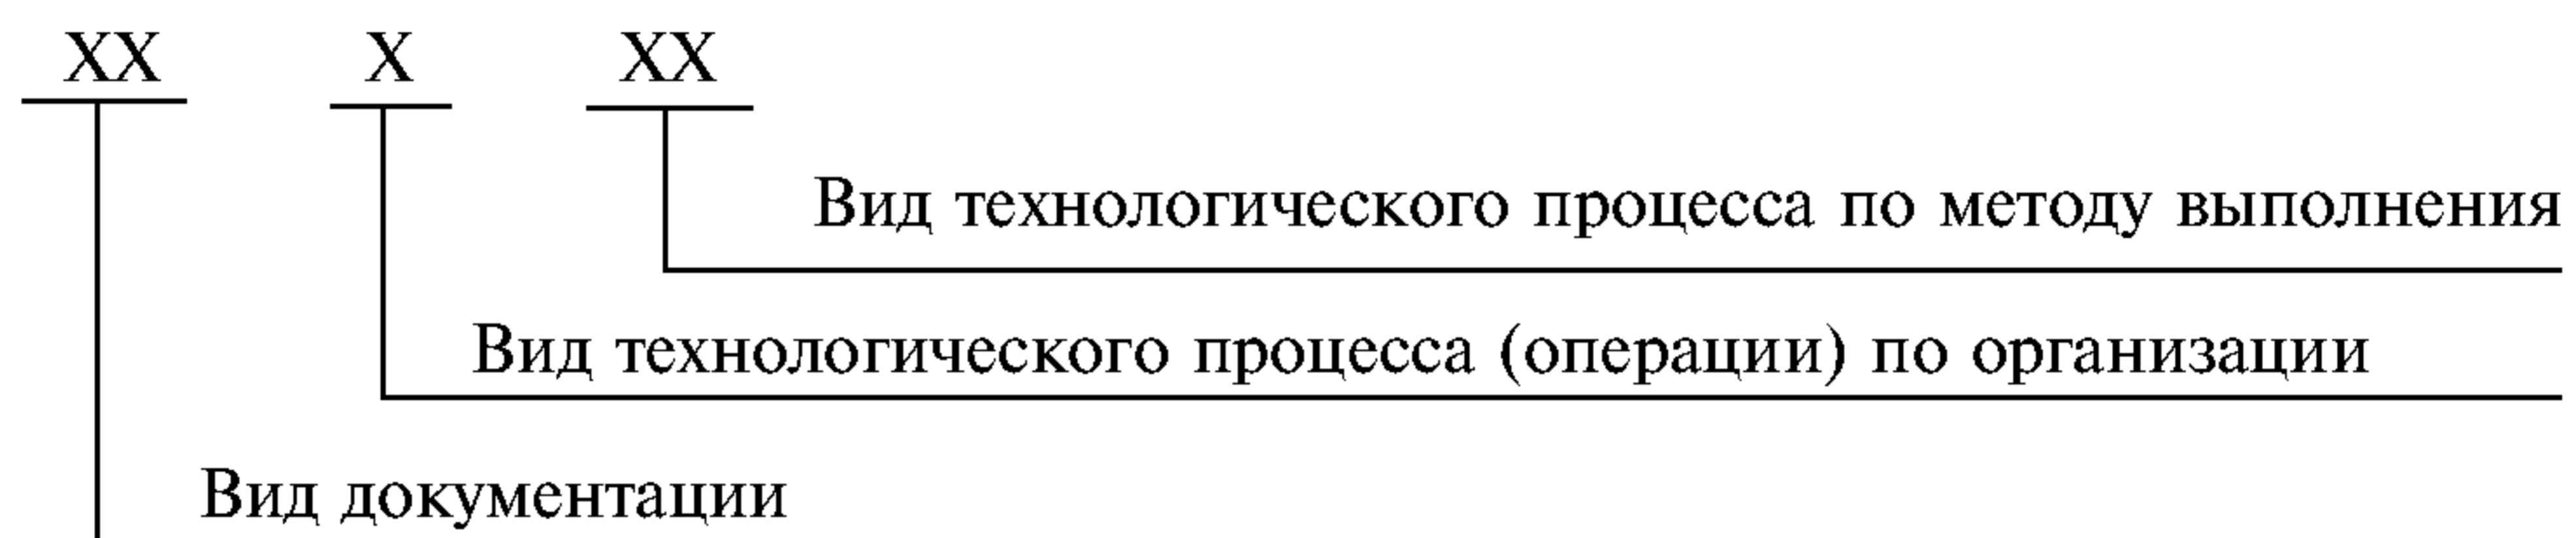 XX X XX
Вид технологического процесса по методу выполнения
Вид технологического процесса (операции) по организации
Вид документации